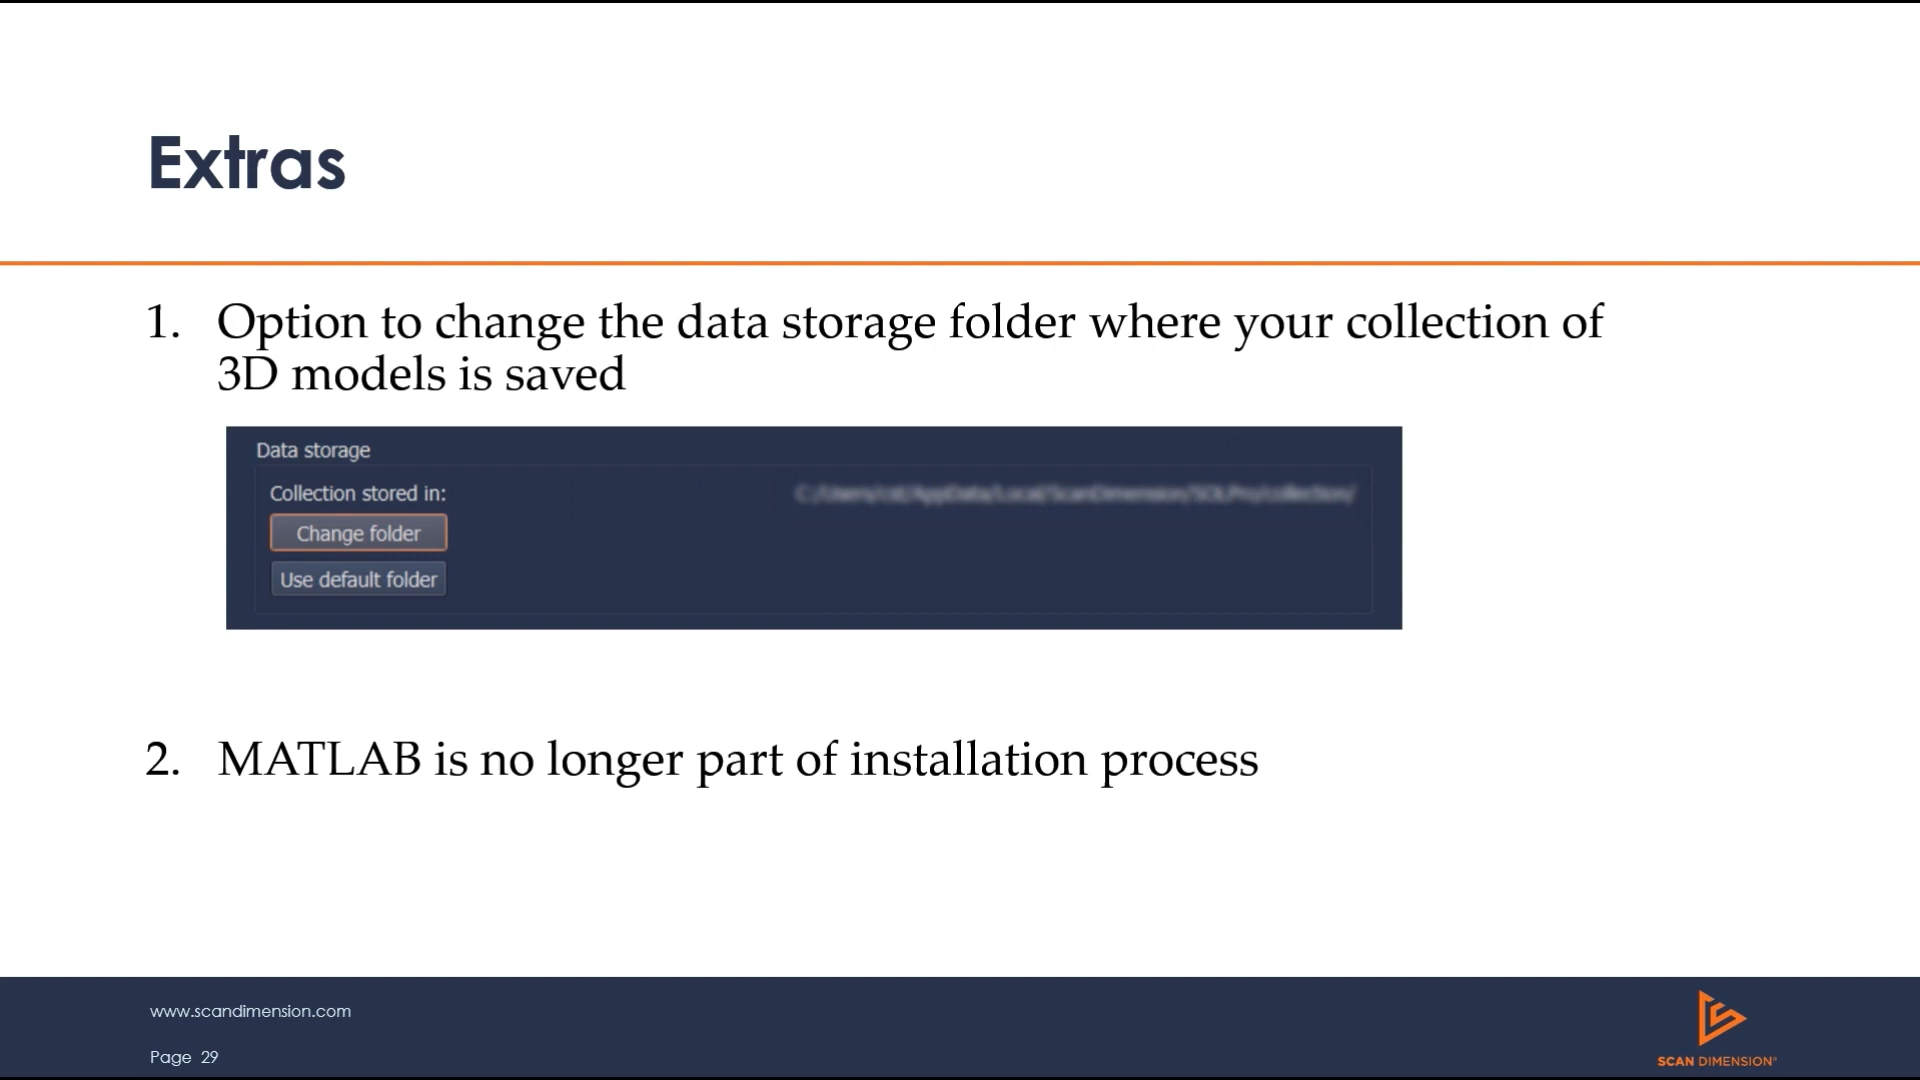 Extras
1. Option to change the data storage folder where your collection of
3D models is saved
Data storage
Collection stored in:
Change folder
Use default folder
2. MATLAB is no longer part of installation process
www.scandimension.com
Page 29
SCAN DIMENSION®